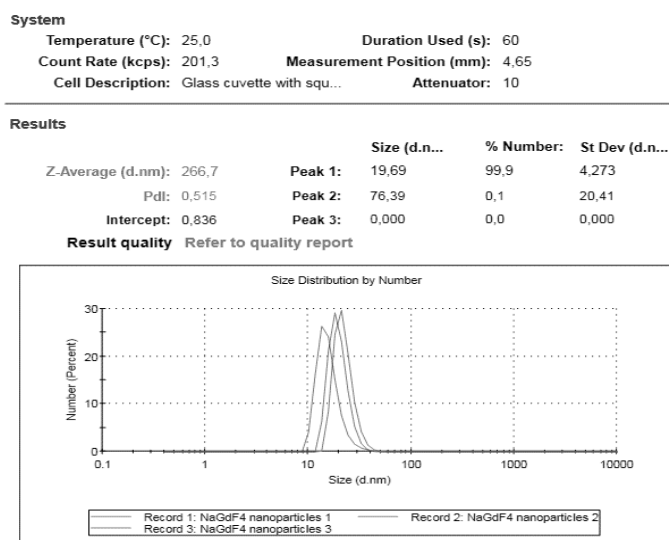 System
Temperature (°C): 25,0 Duration Used (s): 60
Count Rate (kcps): 201,3 Measurement Position (mm): 4,65
Cell Description: Glass cuvette with squ... Attenuator: 10
Results
Size (d.n... % Number: St Dev (d.n...
Z-Average (d.nm): 266,7 Peak 1: 19,69 99,9 4,273
PdI: 0,515 Peak 2: 76,39 0,1 20,41
Intercept: 0,836 Peak 3: 0,000 0,0 0,000
Result quality Refer to quality report
Size Distribution by Number
Number (Percent)
30
20
10
0
0.1 1 10 100 1000 10000
Size (d.nm)
Record 1: NaGdF4 nanoparticles 1 Record 2: NaGdF4 nanoparticles 2
Record 3: NaGdF4 nanoparticles 3